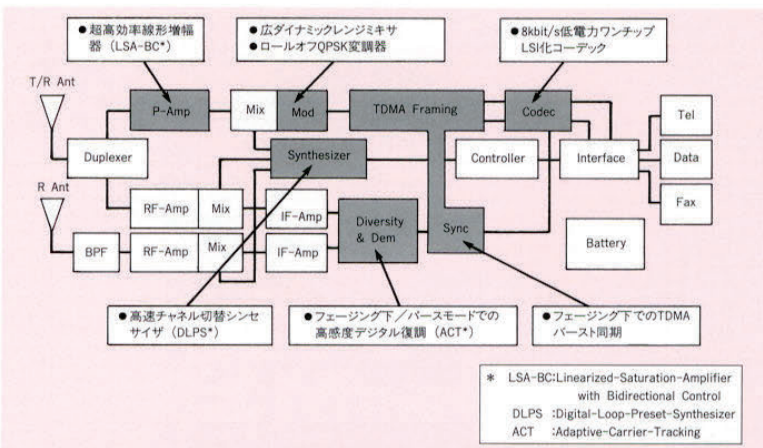 ●超高効率線形増幅
器（LSA-BC*）
●広ダイナミックレンジミキサ
●ロールオフQPSK変調器
●8kbit/s低電力ワンチップ
LSI化コーデック
T/R Ant
P-Amp
Mix
Mod
TDMA Framing
Codec
Tel
Duplexer
Synthesizer
Controller
Interface
Data
R Ant
RF-Amp
Mix
IF-Amp
Diversity
& Dem
Sync
Fax
BPF
RF-Amp
Mix
IF-Amp
Battery
●高速チャネル切替シンセ
サイザ（DLPS*）
●フェージング下／バースモードでの
高感度デジタル復調（ACT*）
●フェージング下でのTDMA
バースト同期
* LSA-BC:Linearized-Saturation-Amplifier
with Bidirectional Control
DLPS :Digital-Loop-Preset-Synthesizer
ACT :Adaptive-Carrier-Tracking